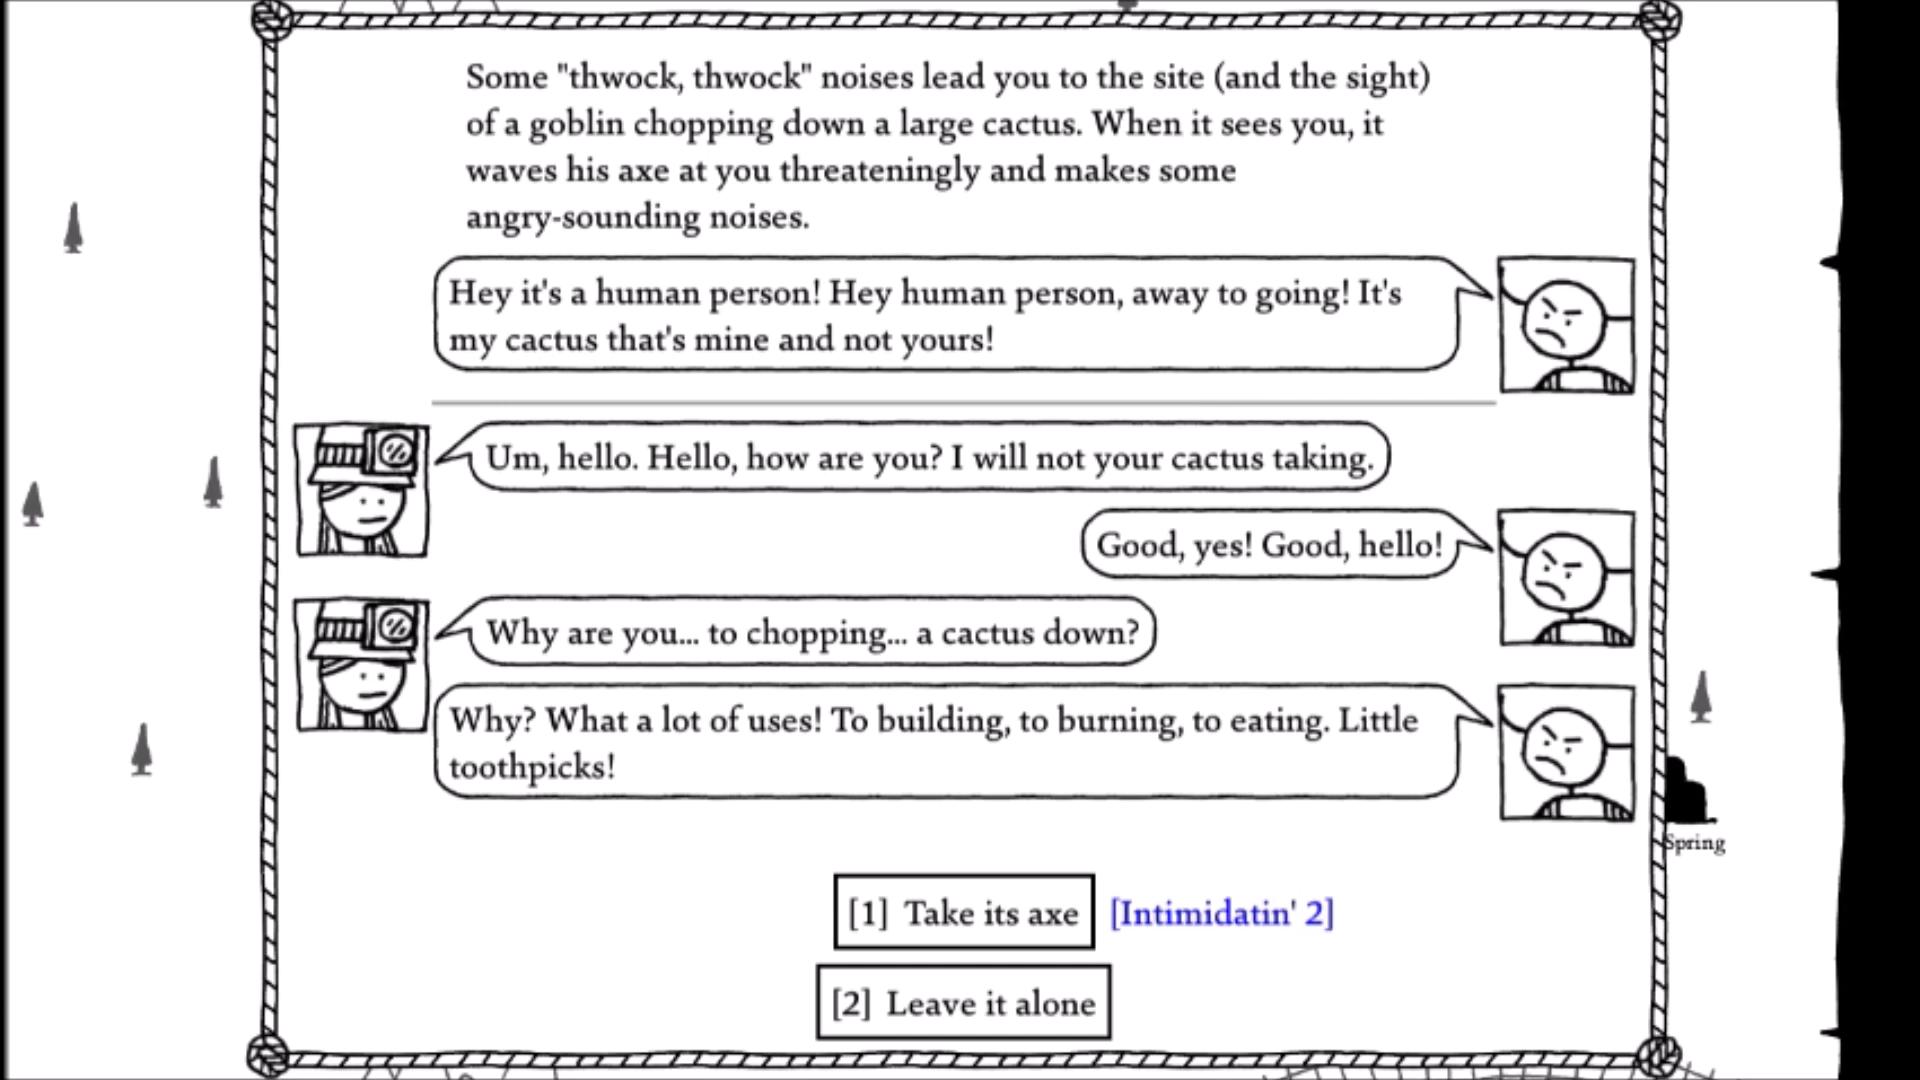 Some "thwock, thwock" noises lead you to the site (and the sight)
of a goblin chopping down a large cactus. When it sees you, it
waves his axe at you threateningly and makes some
angry-sounding noises.
Hey it's a human person! Hey human person, away to going! It's
my cactus that's mine and not yours!
Um, hello. Hello, how are you? I will not your cactus taking.
Good, yes! Good, hello!
Why are you... to chopping... a cactus down?
Why? What a lot of uses! To building, to burning, to eating. Little
toothpicks!
Spring
[1] Take its axe [Intimidatin' 2]
[2] Leave it alone